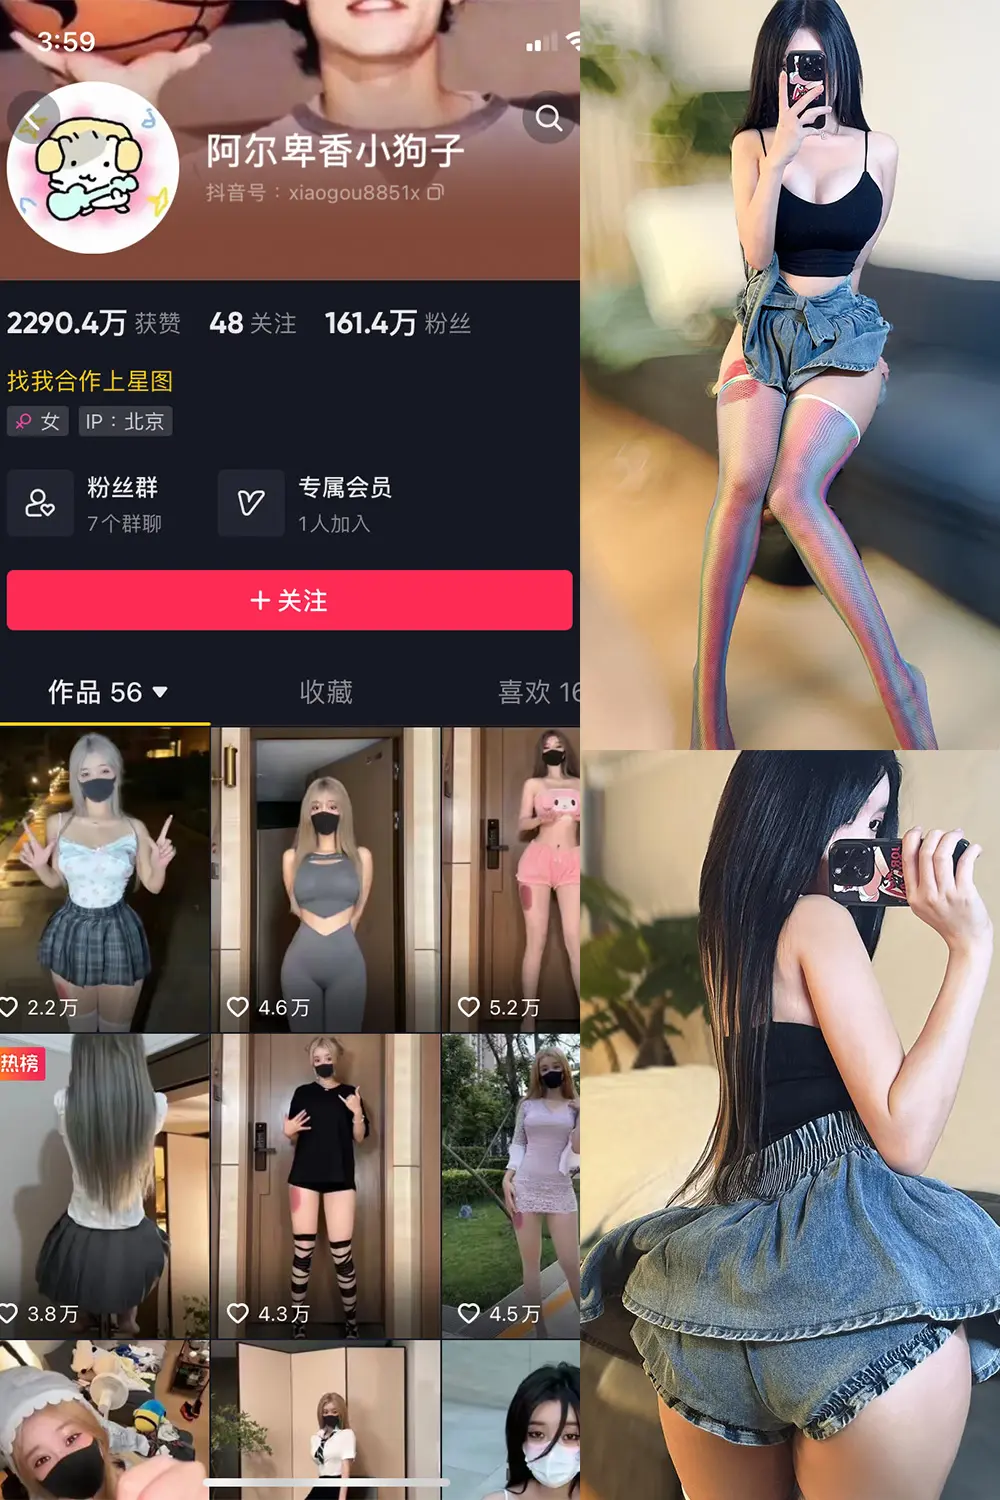 3:59
阿尔卑香小狗子
抖音号：xiaogou8851x
2290.4万 获赞 48 关注 161.4万 粉丝
找我合作上星图
女 IP：北京
粉丝群
7个群聊
专属会员
1人加入
+ 关注
作品 56
收藏
喜欢 16
2.2万
4.6万
5.2万
热榜
3.8万
4.3万
4.5万